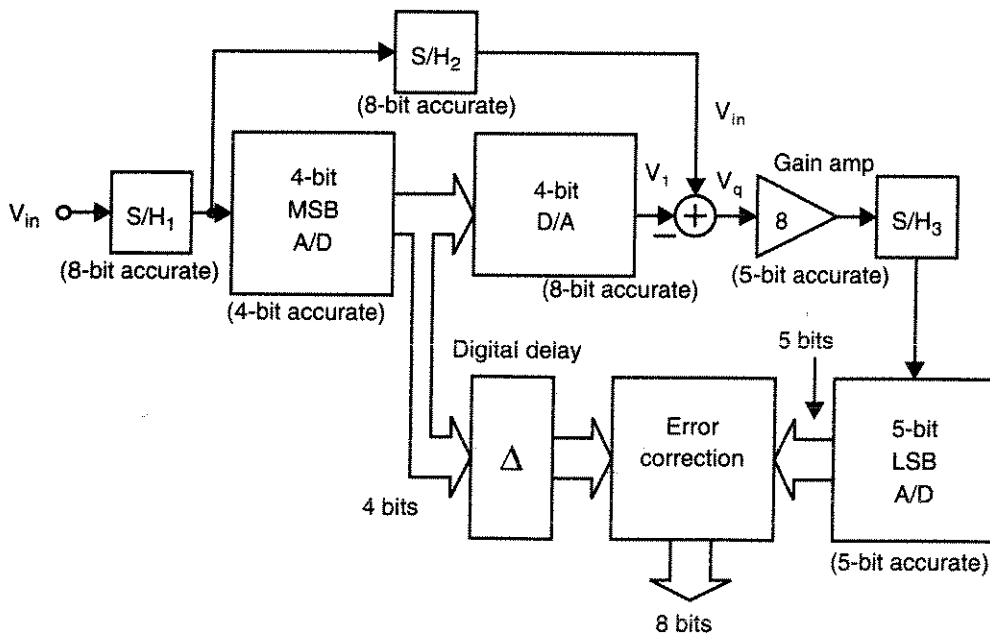 S/H2
(8-bit accurate)
Vin
Gain amp
Vin
S/H1
(8-bit accurate)
4-bit
MSB
A/D
(4-bit accurate)
4-bit
D/A
(8-bit accurate)
V1
+
−
Vq
8
(5-bit accurate)
S/H3
5 bits
Digital delay
Δ
4 bits
Error
correction
5-bit
LSB
A/D
(5-bit accurate)
8 bits